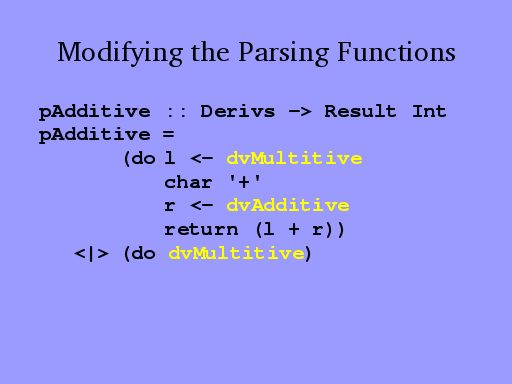 Modifying the Parsing Functions
pAdditive :: Derivs -> Result Int
pAdditive =
(do l <- dvMultitive
char '+'
r <- dvAdditive
return (l + r))
<|> (do dvMultitive)